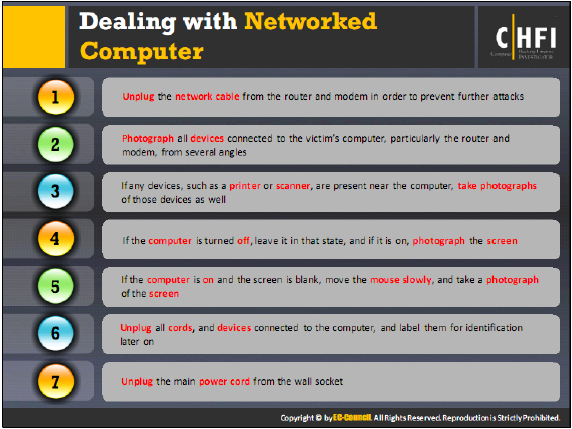 Dealing with Networked
Computer
CHFI
Computer
INVESTIGATOR
1
Unplug the network cable from the router and modem in order to prevent further attacks
2
Photograph all devices connected to the victim's computer, particularly the router and
modem, from several angles
3
If any devices, such as a printer or scanner, are present near the computer, take photographs
of those devices as well
4
If the computer is turned off, leave it in that state, and if it is on, photograph the screen
5
If the computer is on and the screen is blank, move the mouse slowly, and take a photograph
of the screen
6
Unplug all cords, and devices connected to the computer, and label them for identification
later on
7
Unplug the main power cord from the wall socket
Copyright © by EC-Council. All Rights Reserved. Reproduction is Strictly Prohibited.